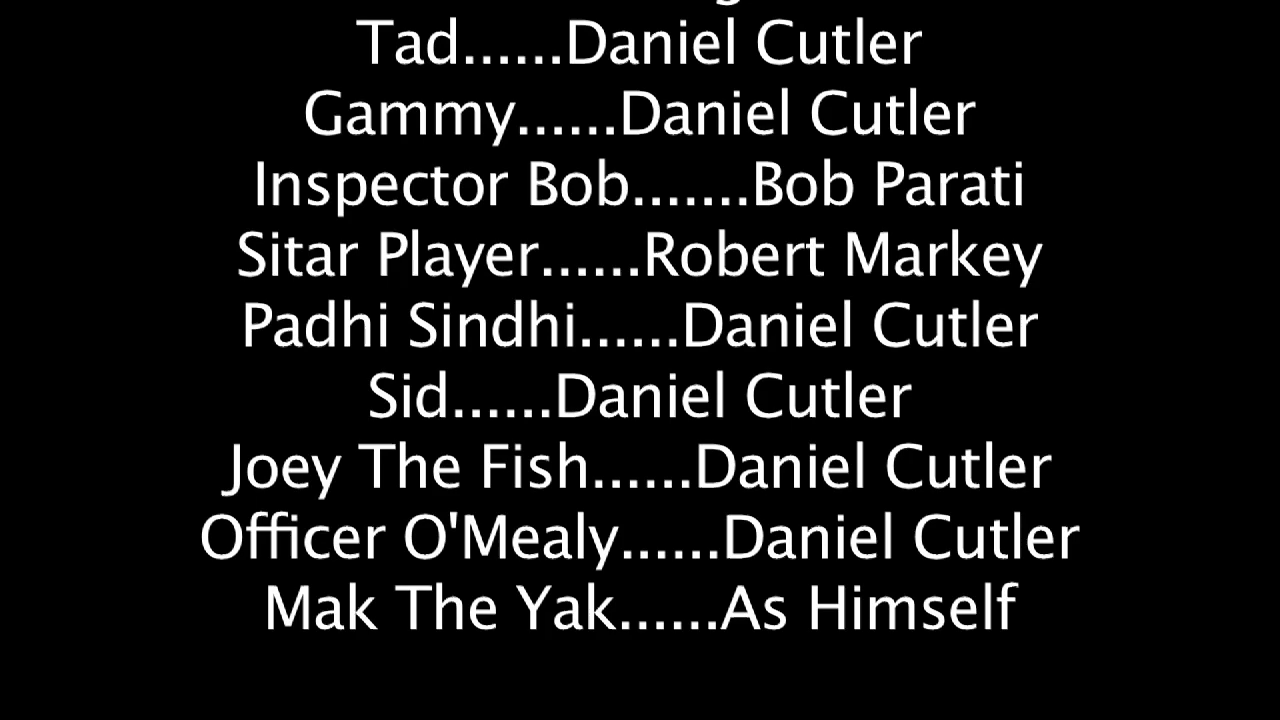 Tad......Daniel Cutler
Gammy......Daniel Cutler
Inspector Bob.......Bob Parati
Sitar Player......Robert Markey
Padhi Sindhi......Daniel Cutler
Sid......Daniel Cutler
Joey The Fish......Daniel Cutler
Officer O'Mealy......Daniel Cutler
Mak The Yak......As Himself